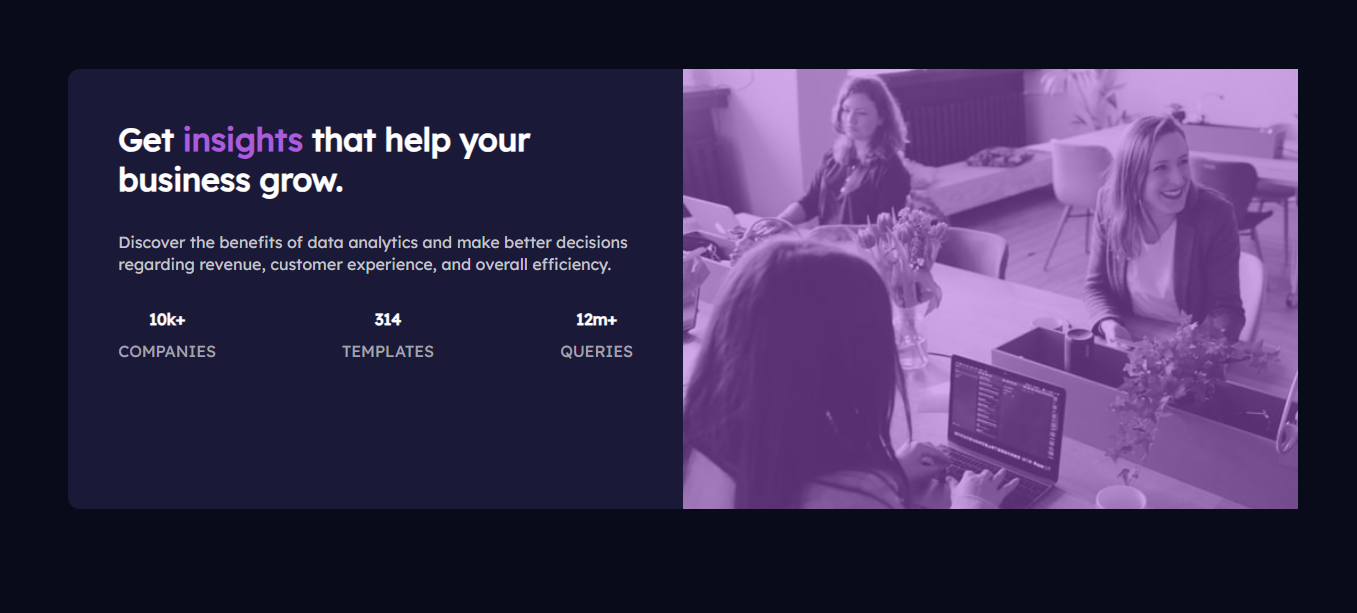 Get insights that help your
business grow.
Discover the benefits of data analytics and make better decisions
regarding revenue, customer experience, and overall efficiency.
10k+ 314 12m+
COMPANIES TEMPLATES QUERIES